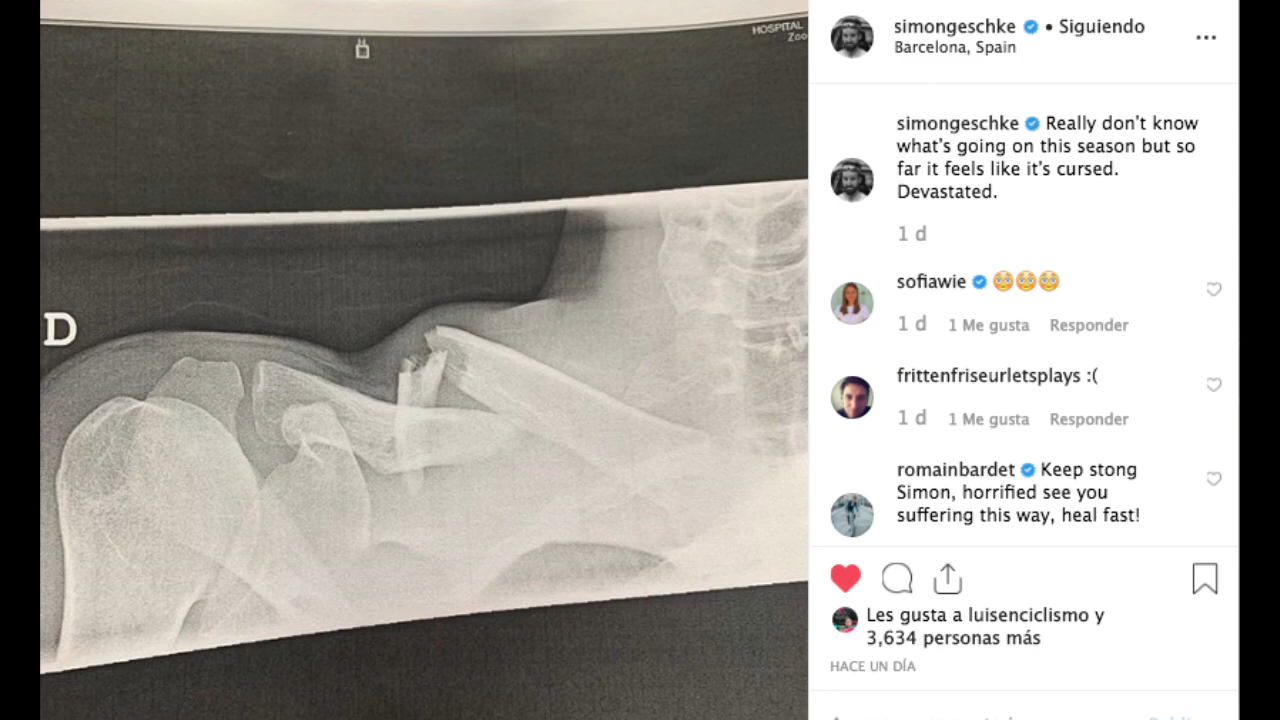 HOSPITAL
D
simongeschke • Siguiendo
Barcelona, Spain
simongeschke Really don't know
what's going on this season but so
far it feels like it's cursed.
Devastated.
1 d
sofiawie 😳😳😳
1 d 1 Me gusta Responder
frittenfriseurletsplays :(
1 d 1 Me gusta Responder
romainbardet Keep stong
Simon, horrified see you
suffering this way, heal fast!
Les gusta a luisenciclismo y
3,634 personas más
HACE UN DÍA